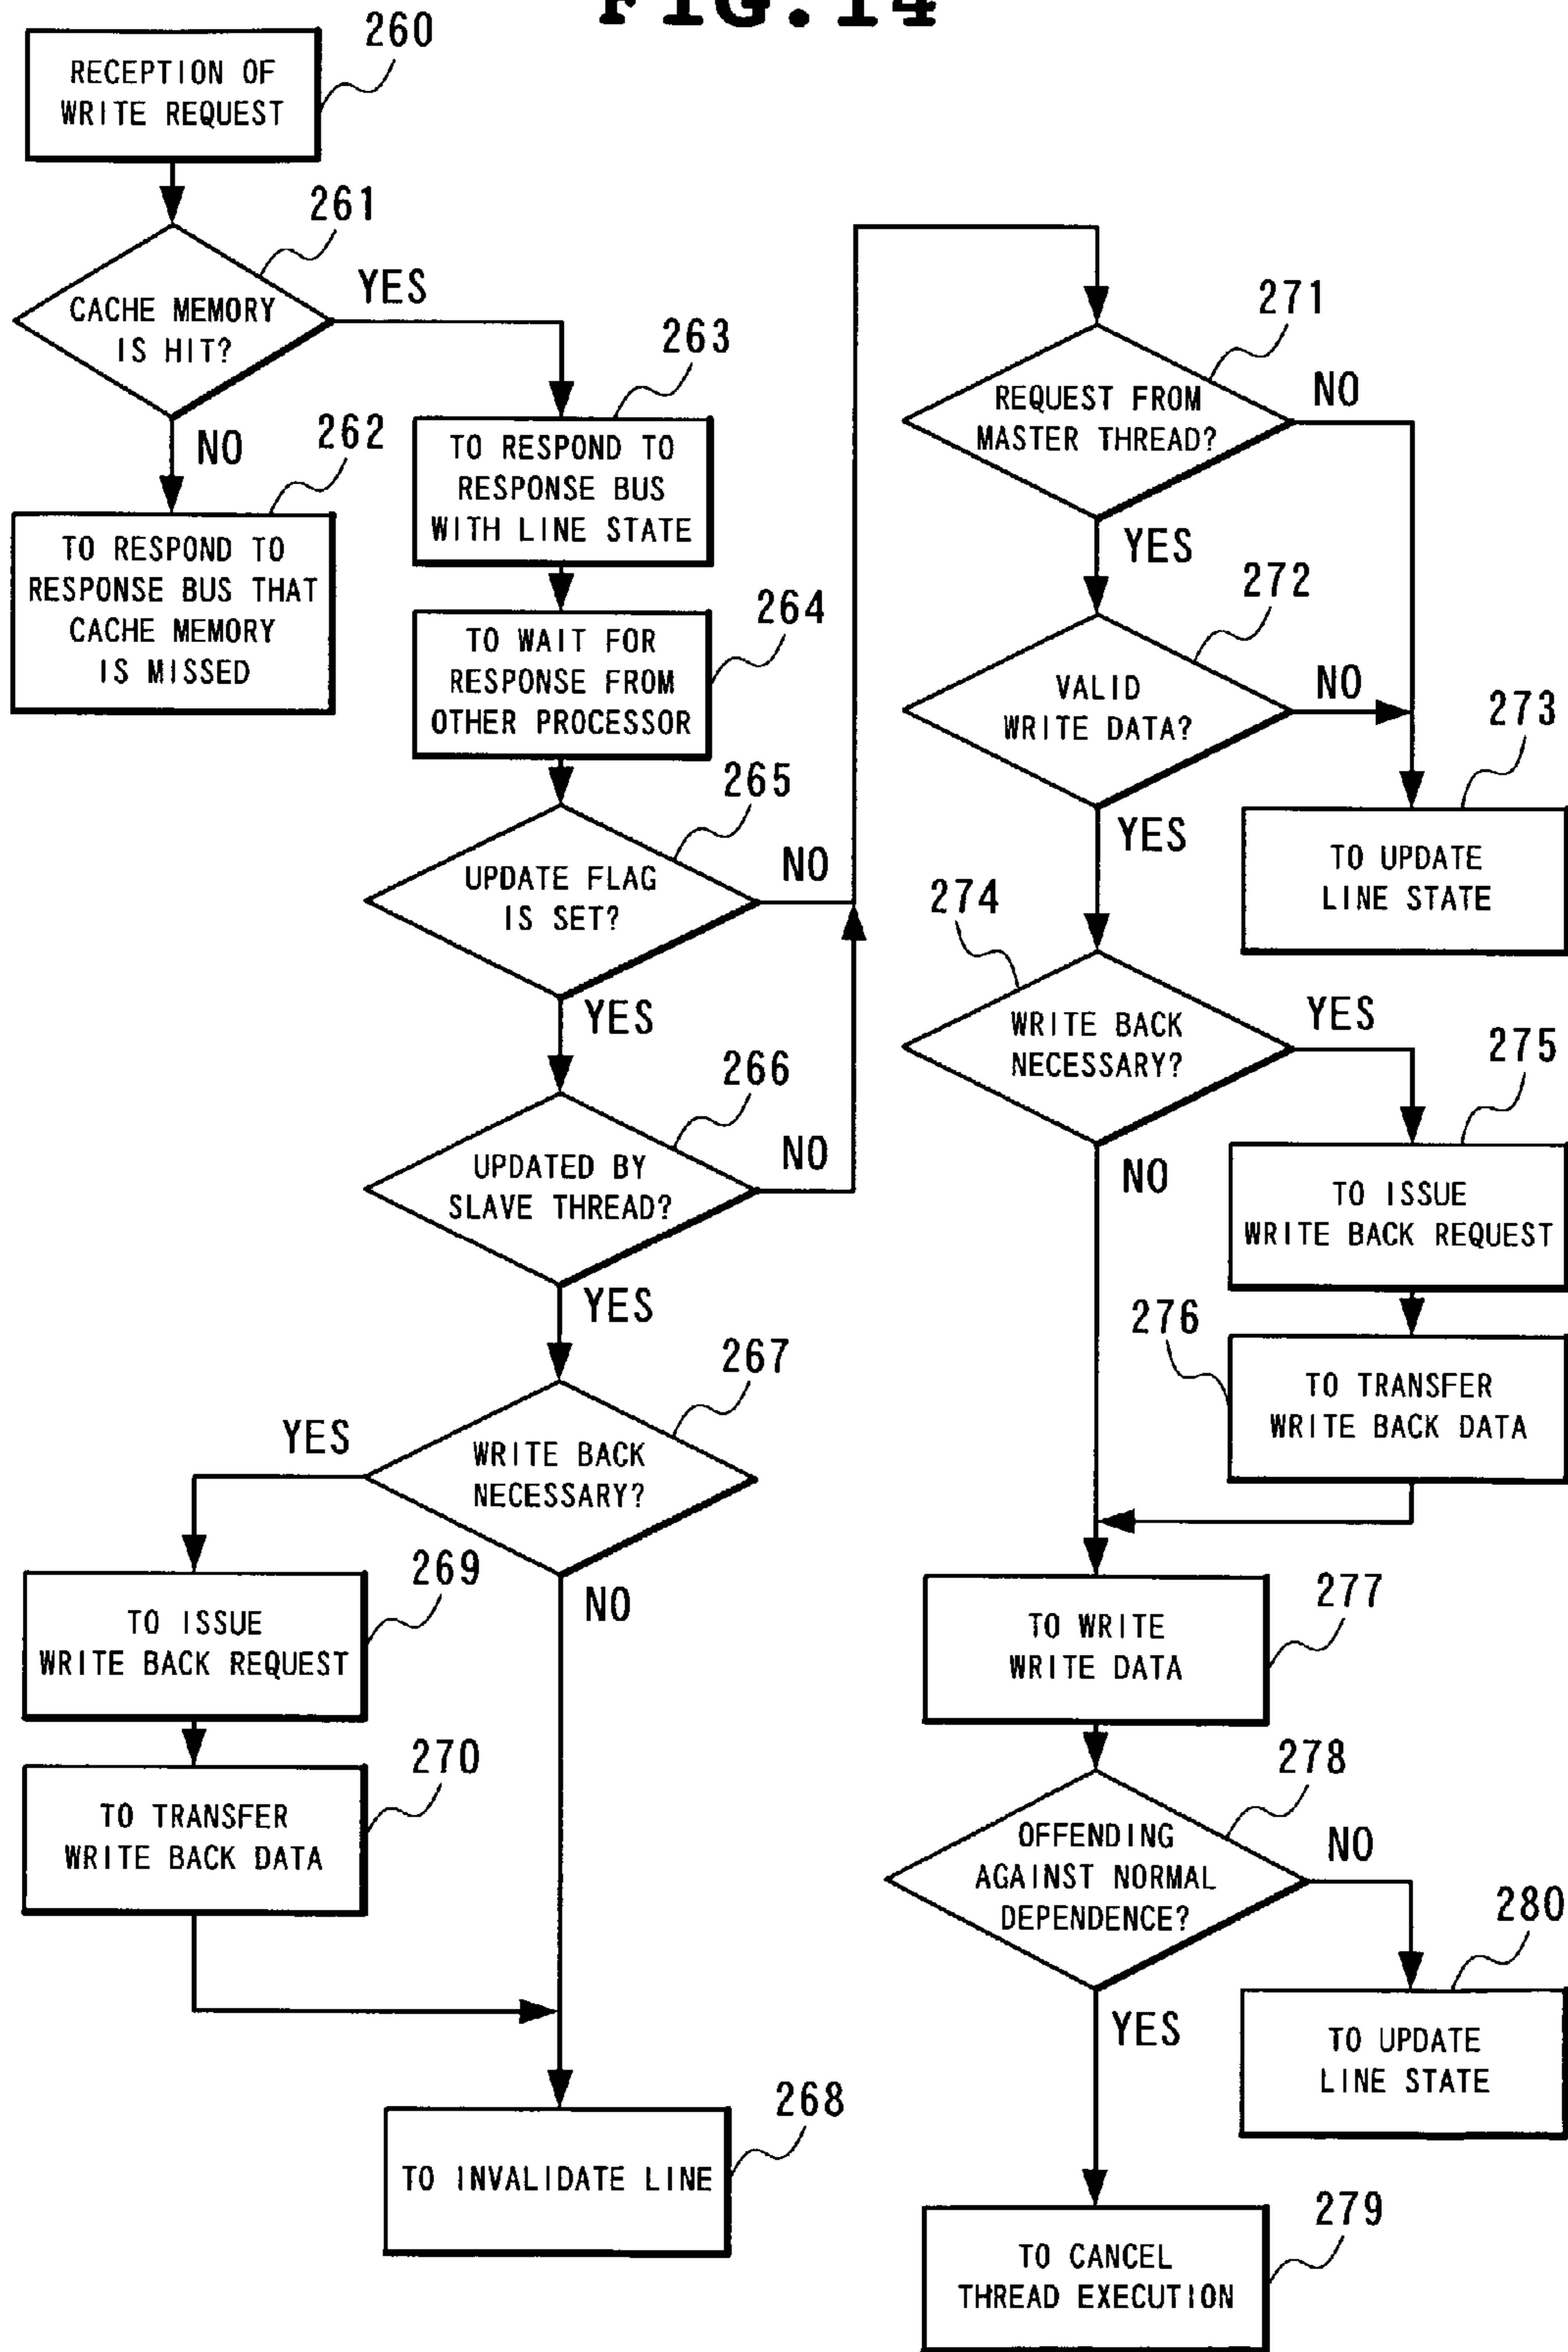 FIG.14
260
RECEPTION OF
WRITE REQUEST
261
CACHE MEMORY
IS HIT?
YES
NO
262
TO RESPOND TO
RESPONSE BUS THAT
CACHE MEMORY
IS MISSED
263
TO RESPOND TO
RESPONSE BUS
WITH LINE STATE
264
TO WAIT FOR
RESPONSE FROM
OTHER PROCESSOR
265
UPDATE FLAG
IS SET?
NO
YES
266
UPDATED BY
SLAVE THREAD?
NO
YES
267
WRITE BACK
NECESSARY?
YES
NO
269
TO ISSUE
WRITE BACK REQUEST
270
TO TRANSFER
WRITE BACK DATA
268
TO INVALIDATE LINE
271
REQUEST FROM
MASTER THREAD?
NO
YES
272
VALID
WRITE DATA?
NO
YES
273
TO UPDATE
LINE STATE
274
WRITE BACK
NECESSARY?
YES
NO
275
TO ISSUE
WRITE BACK REQUEST
276
TO TRANSFER
WRITE BACK DATA
277
TO WRITE
WRITE DATA
278
OFFENDING
AGAINST NORMAL
DEPENDENCE?
NO
YES
280
TO UPDATE
LINE STATE
279
TO CANCEL
THREAD EXECUTION